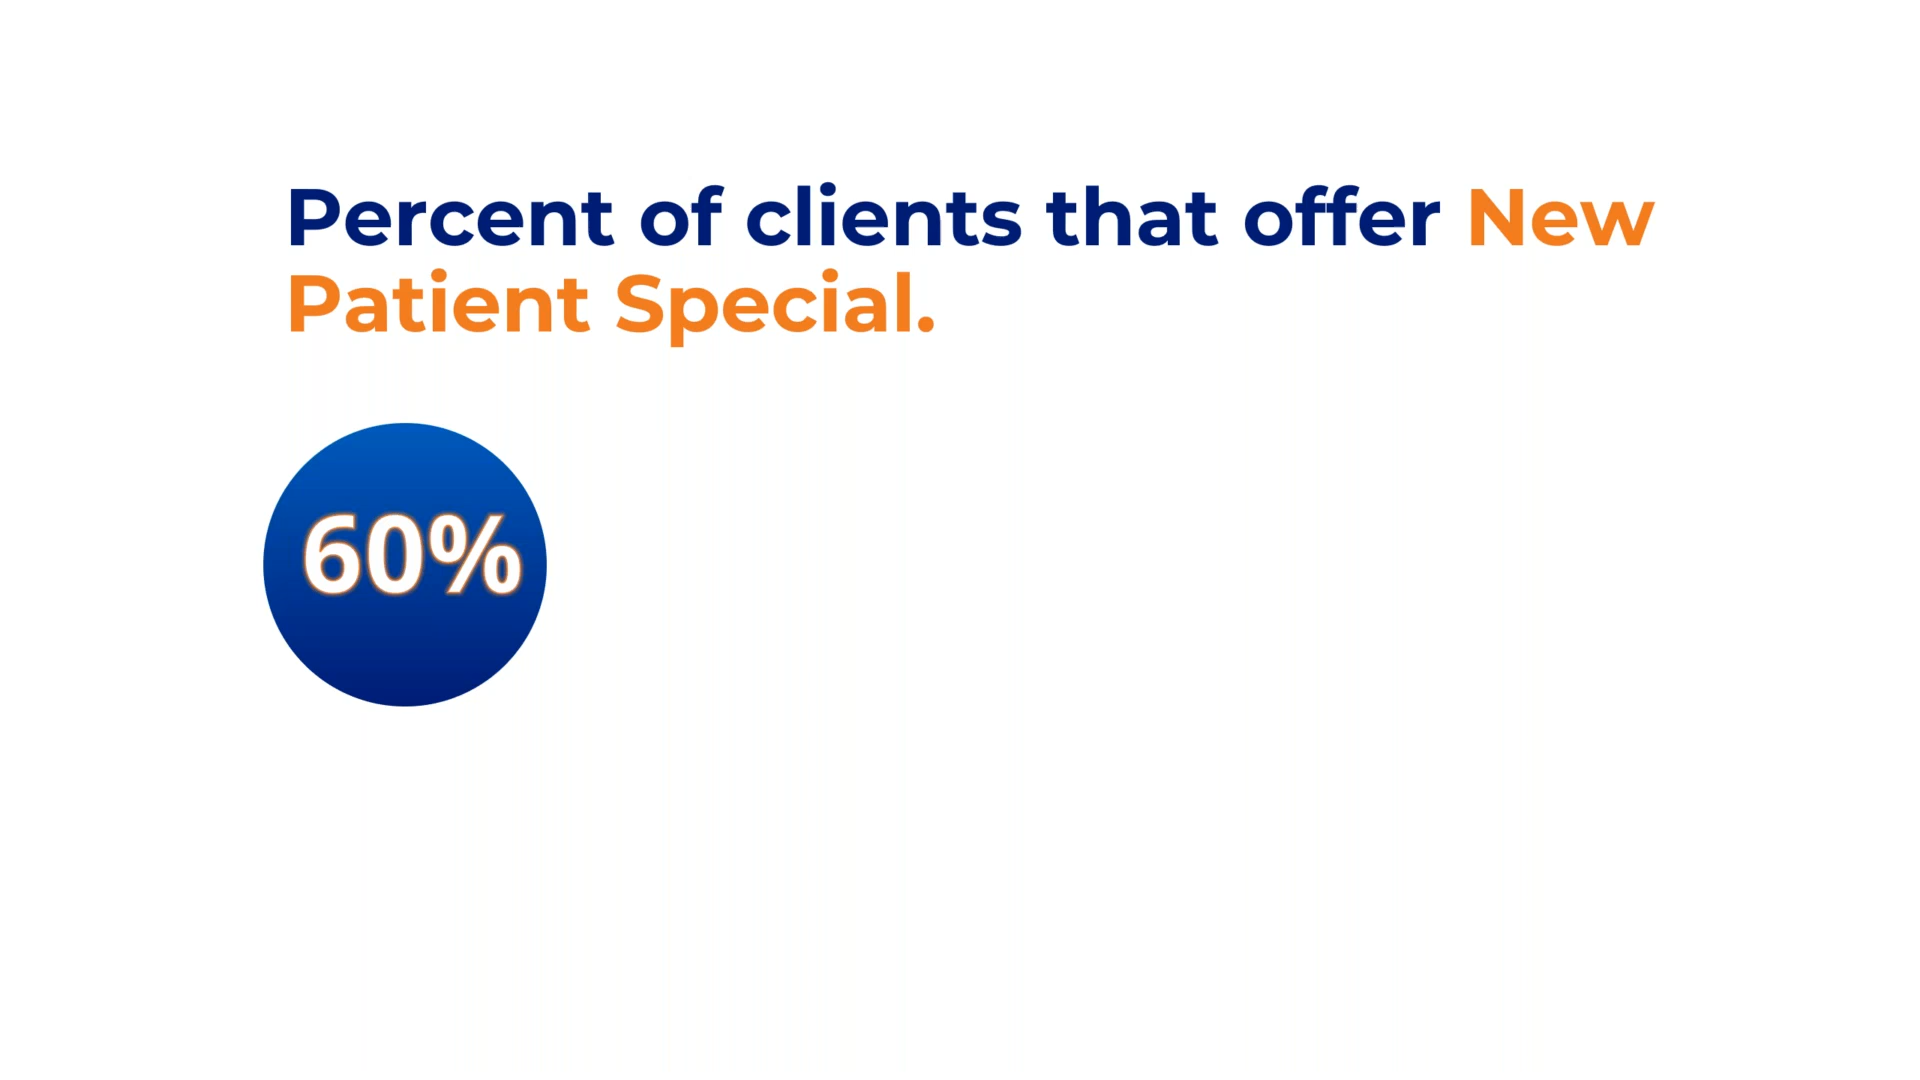 Percent of clients that offer New
Patient Special.
60%